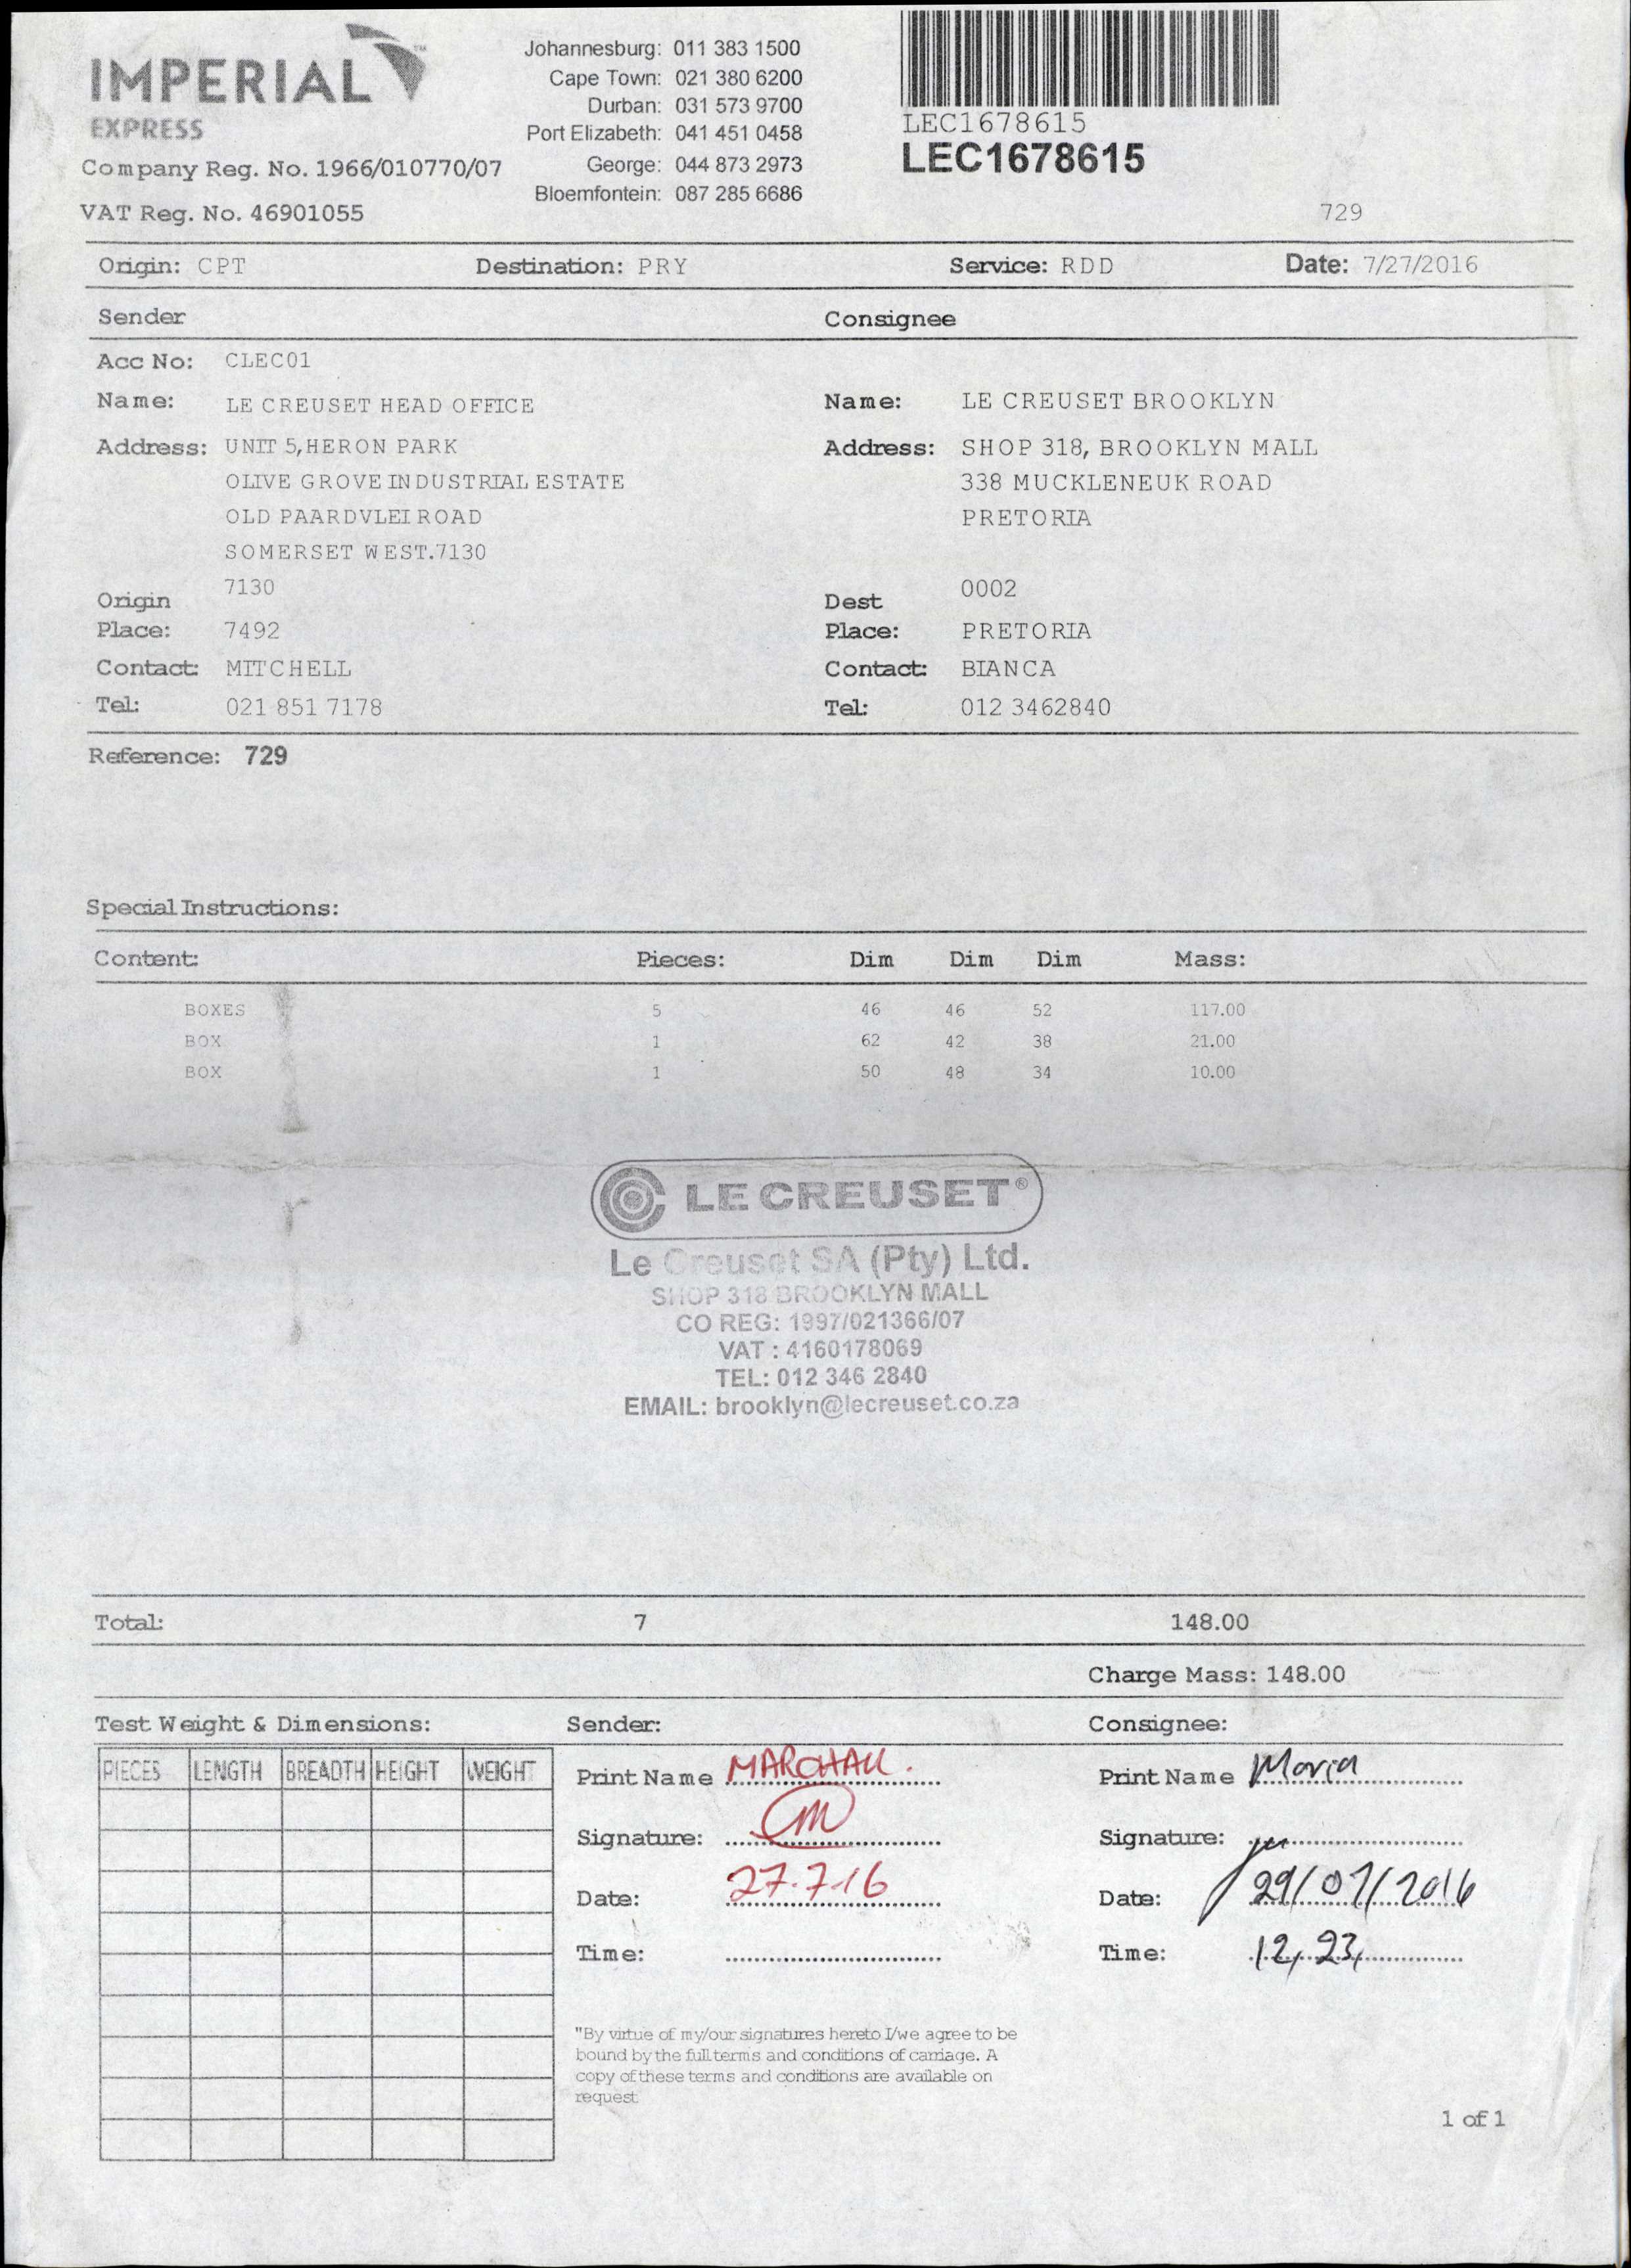 IMPERIAL™
EXPRESS
Company Reg. No. 1966/010770/07
VAT Reg. No. 46901055
Johannesburg: 011 383 1500
Cape Town: 021 380 6200
Durban: 031 573 9700
Port Elizabeth: 041 451 0458
George: 044 873 2973
Bloemfontein: 087 285 6686
LEC1678615
LEC1678615
729
Origin: CPT Destination: PRY Service: RDD Date: 7/27/2016
Sender Consignee
Acc No: CLEC01
Name: LE CREUSET HEAD OFFICE Name: LE CREUSET BROOKLYN
Address: UNIT 5,HERON PARK Address: SHOP 318, BROOKLYN MALL
OLIVE GROVE INDUSTRIAL ESTATE 338 MUCKLENEUK ROAD
OLD PAARDVLEI ROAD PRETORIA
SOMERSET WEST.7130
7130 0002
Origin Dest
Place: 7492 Place: PRETORIA
Contact: MITCHELL Contact: BIANCA
Tel: 021 851 7178 Tel: 012 3462840
Reference: 729
Special Instructions:
Content: Pieces: Dim Dim Dim Mass:
BOXES 5 46 46 52 117.00
BOX 1 62 42 38 21.00
BOX 1 50 48 34 10.00
LE CREUSET®
Le Creuset SA (Pty) Ltd.
SHOP 318 BROOKLYN MALL
CO REG: 1997/021366/07
VAT : 4160178069
TEL: 012 346 2840
EMAIL: brooklyn@lecreuset.co.za
Total: 7 148.00
Charge Mass: 148.00
Test Weight & Dimensions: Sender: Consignee:
PIECES LENGTH BREADTH HEIGHT WEIGHT
Print Name Print Name Maria
Signature: M Signature:
Date: 27.7.16 Date: 29/07/2016
Time: Time: 12,23,
"By virtue of my/our signatures hereto I/we agree to be
bound by the full terms and conditions of carriage. A
copy of these terms and conditions are available on
request
1 of 1